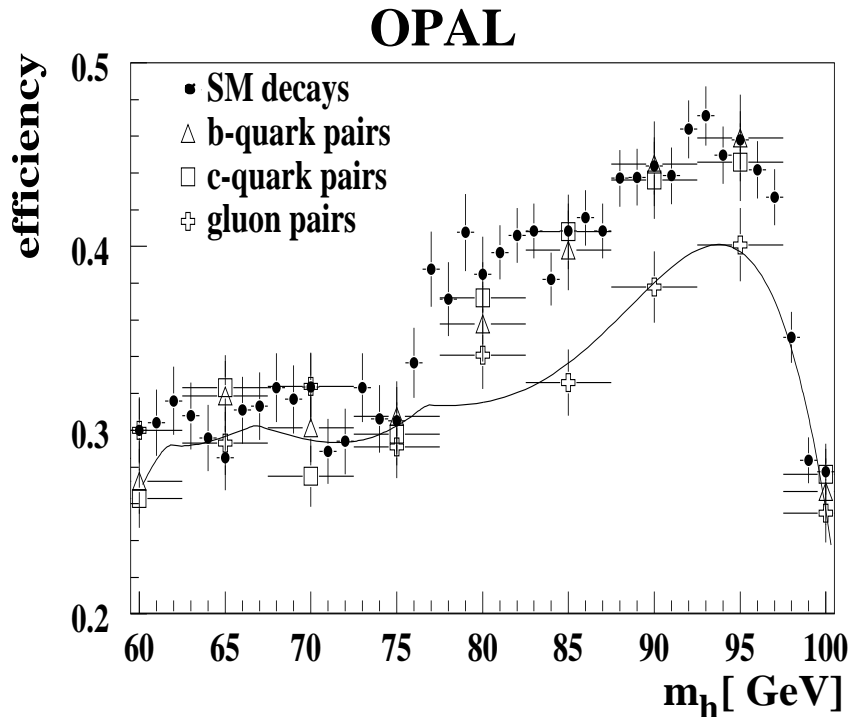 OPAL
efficiency
0.5
0.4
0.3
0.2
SM decays
b-quark pairs
c-quark pairs
gluon pairs
60 65 70 75 80 85 90 95 100
mh[ GeV]